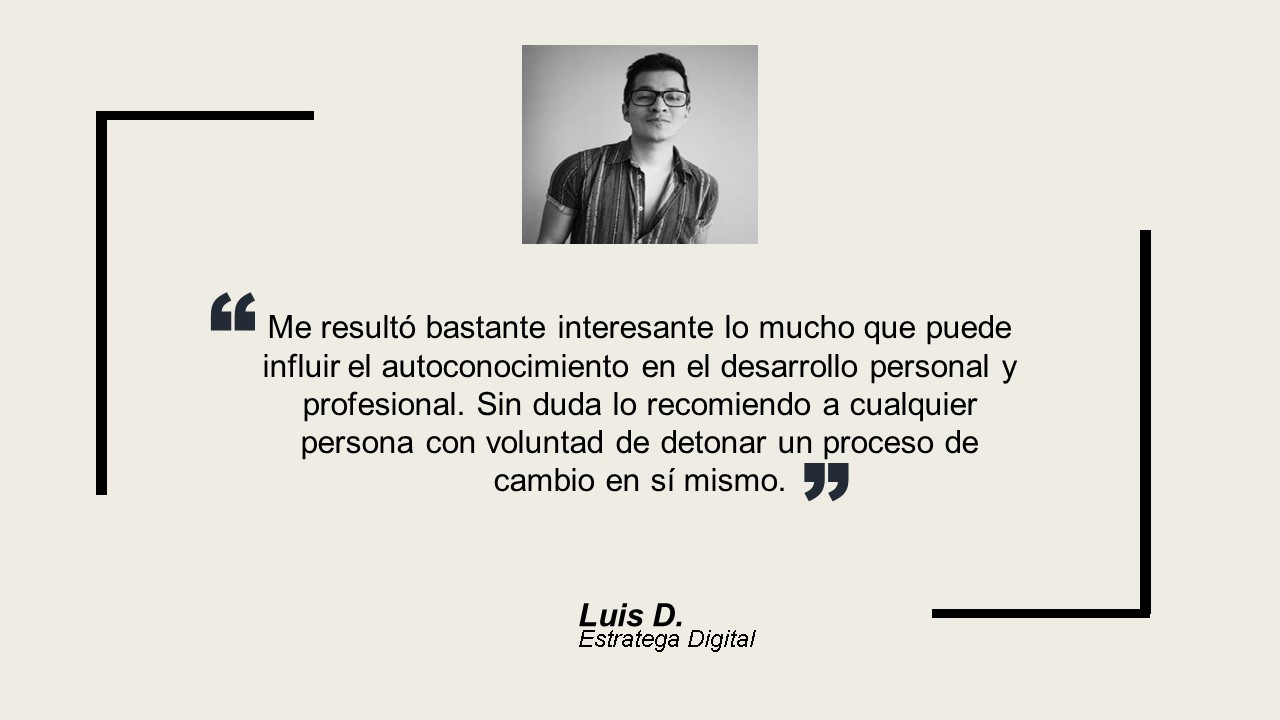 “Me resultó bastante interesante lo mucho que puede
influir el autoconocimiento en el desarrollo personal y
profesional. Sin duda lo recomiendo a cualquier
persona con voluntad de detonar un proceso de
cambio en sí mismo.”
Luis D.
Estratega Digital